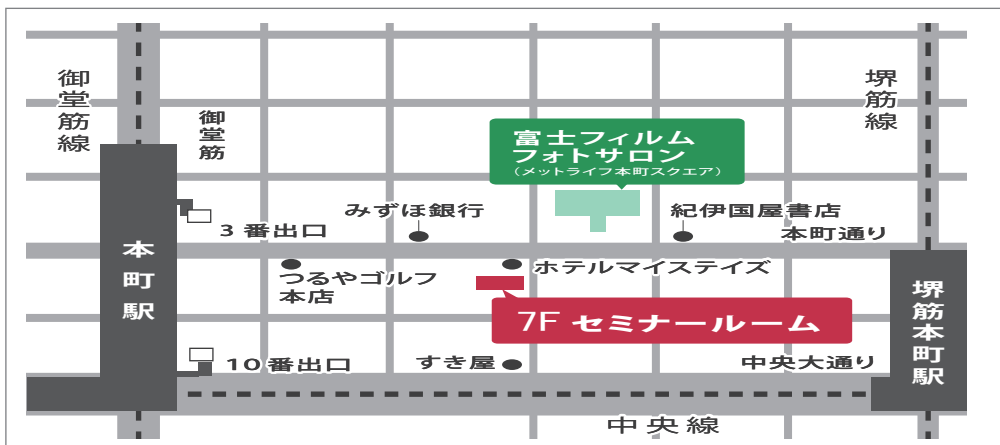 御堂筋線
御堂筋
堺筋線
富士フィルム
フォトサロン
（メットライフ本町スクエア）
みずほ銀行
紀伊国屋書店
3番出口
本町通り
本町駅
つるやゴルフ
本店
ホテルマイステイズ
堺筋本町駅
7F セミナールーム
10番出口
すき屋
中央大通り
中央線